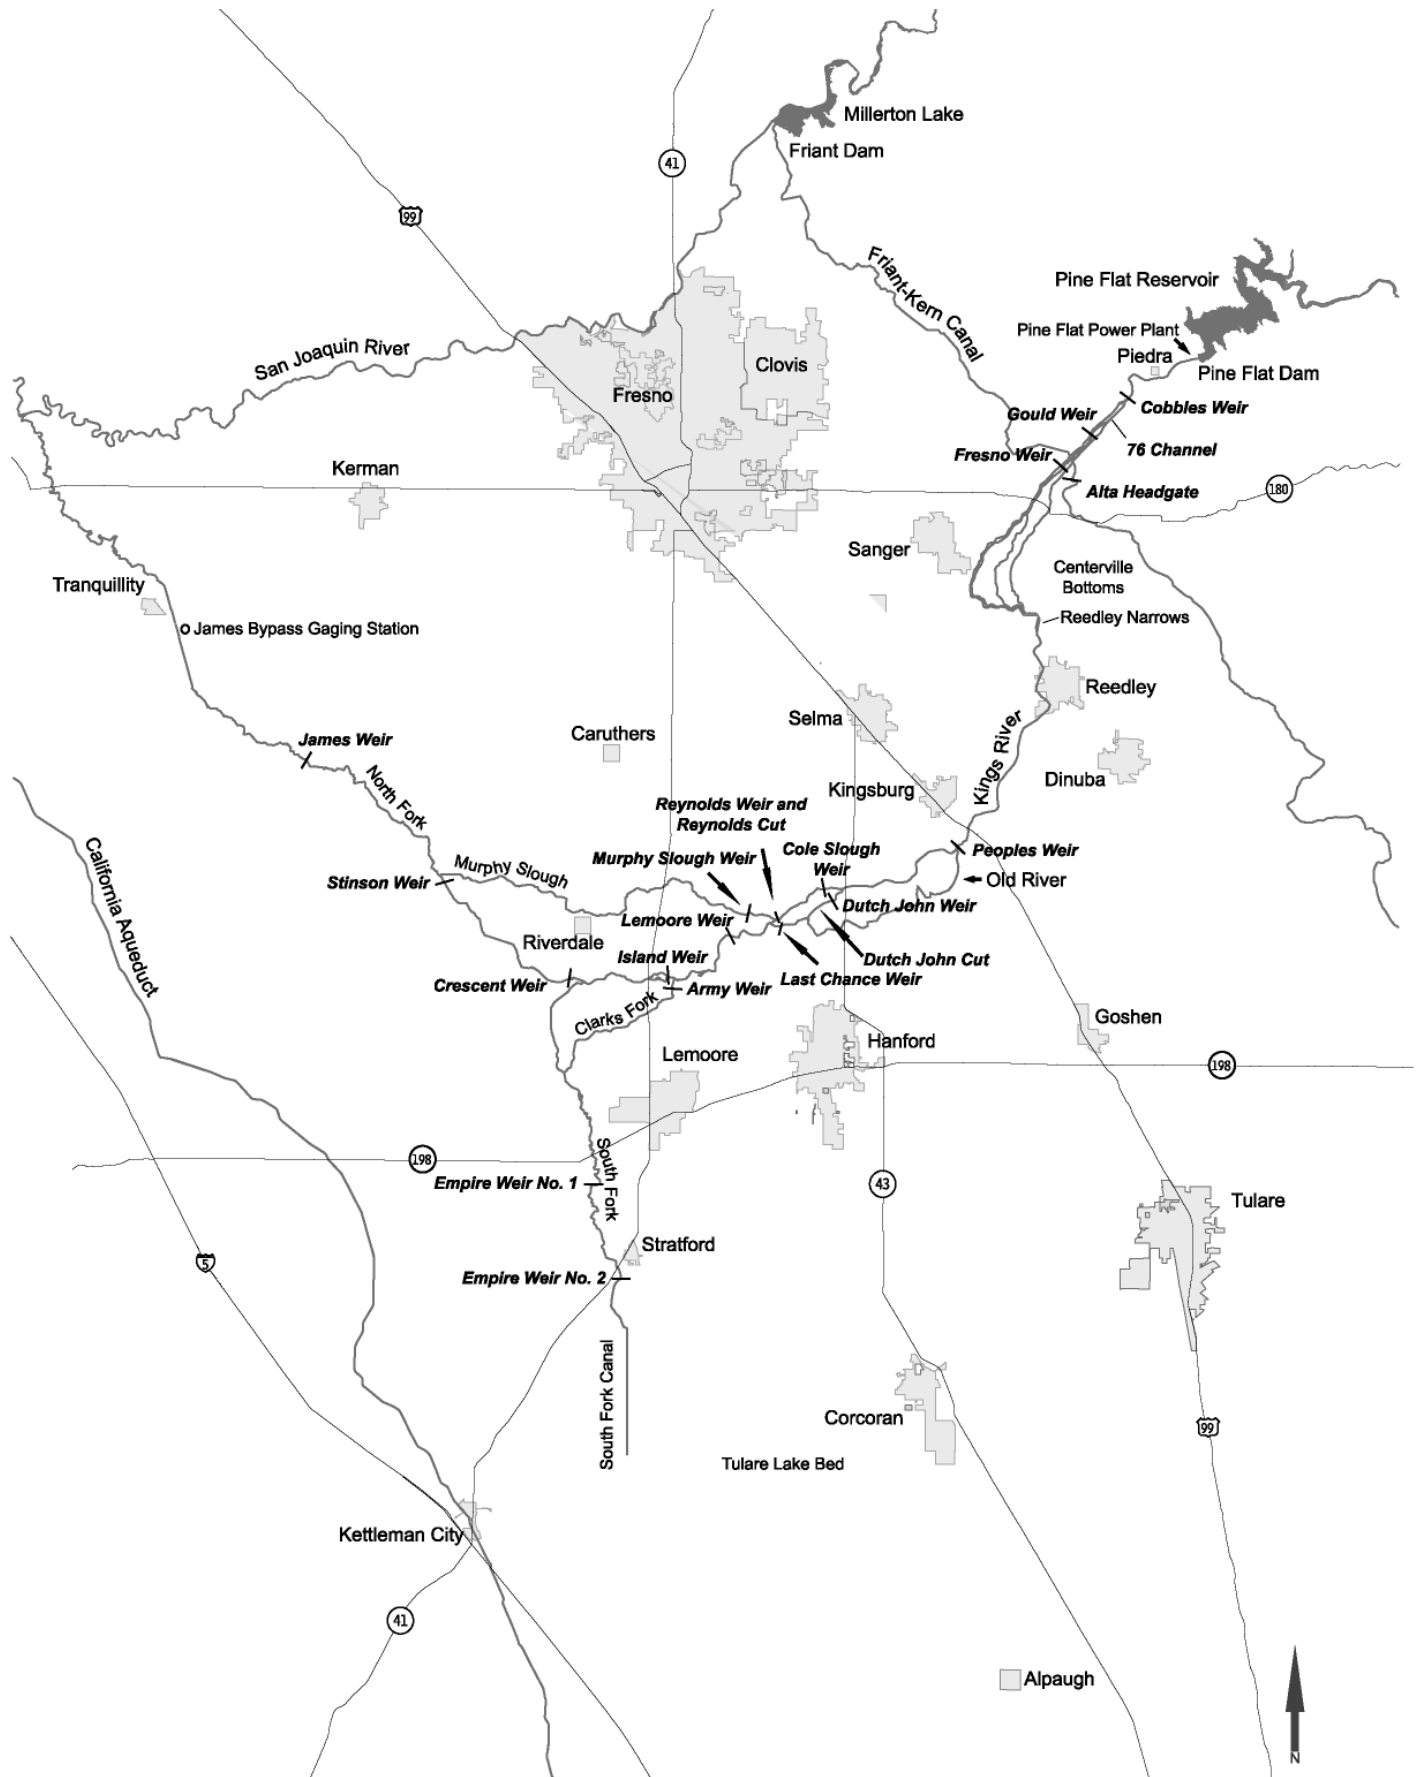 Millerton Lake
Friant Dam
41
99
Friant-Kern Canal
Pine Flat Reservoir
Pine Flat Power Plant
Piedra
Pine Flat Dam
San Joaquin River
Clovis
Fresno
Cobbles Weir
Gould Weir
76 Channel
Fresno Weir
Kerman
Alta Headgate
180
Sanger
Centerville
Bottoms
Tranquillity
Reedley Narrows
James Bypass Gaging Station
Reedley
Selma
Caruthers
James Weir
Kings River
Dinuba
North Fork
Kingsburg
Reynolds Weir and
Reynolds Cut
California Aqueduct
Murphy Slough Weir
Cole Slough
Weir
Peoples Weir
Murphy Slough
Stinson Weir
Old River
Dutch John Weir
Lemoore Weir
Riverdale
Island Weir
Dutch John Cut
Last Chance Weir
Crescent Weir
Army Weir
Clarks Fork
Goshen
Hanford
Lemoore
198
198
South Fork
Empire Weir No. 1
43
Tulare
Stratford
5
Empire Weir No. 2
South Fork Canal
Corcoran
99
Tulare Lake Bed
Kettleman City
41
Alpaugh
N